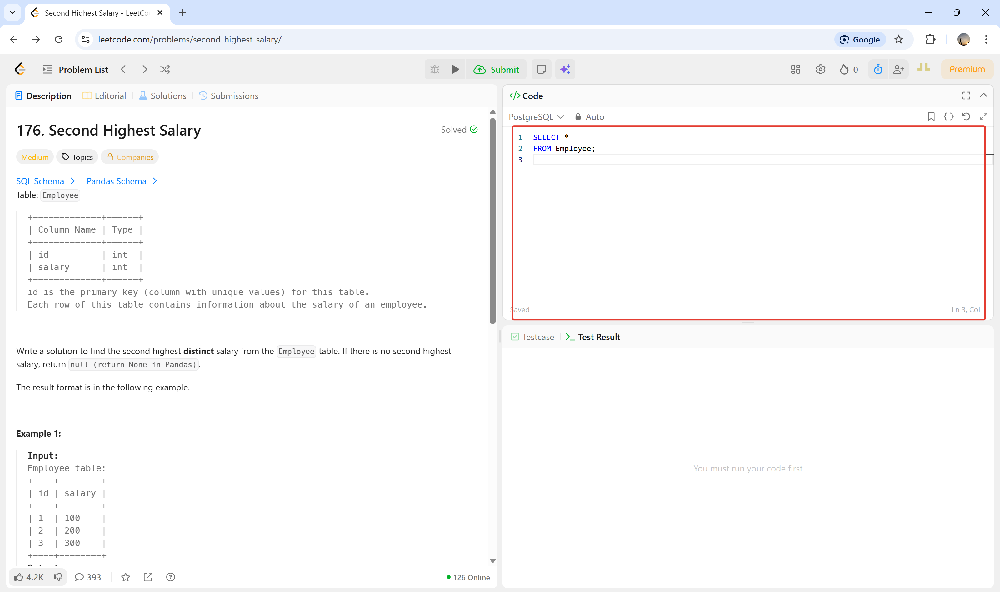 Second Highest Salary - LeetCo
leetcode.com/problems/second-highest-salary/
Google
Problem List
Submit
0
Premium
Description
Editorial
Solutions
Submissions
176. Second Highest Salary
Solved
Medium
Topics
Companies
SQL Schema
Pandas Schema
Table: Employee
+-------------+------+
| Column Name | Type |
+-------------+------+
| id          | int  |
| salary      | int  |
+-------------+------+
id is the primary key (column with unique values) for this table.
Each row of this table contains information about the salary of an employee.
Write a solution to find the second highest distinct salary from the Employee table. If there is no second highest
salary, return null (return None in Pandas).
The result format is in the following example.
Example 1:
Input:
Employee table:
+----+--------+
| id | salary |
+----+--------+
| 1  | 100    |
| 2  | 200    |
| 3  | 300    |
+----+--------+
4.2K
393
126 Online
</> Code
PostgreSQL
Auto
1 SELECT *
2 FROM Employee;
3
Saved
Ln 3, Col 1
Testcase
>_ Test Result
You must run your code first